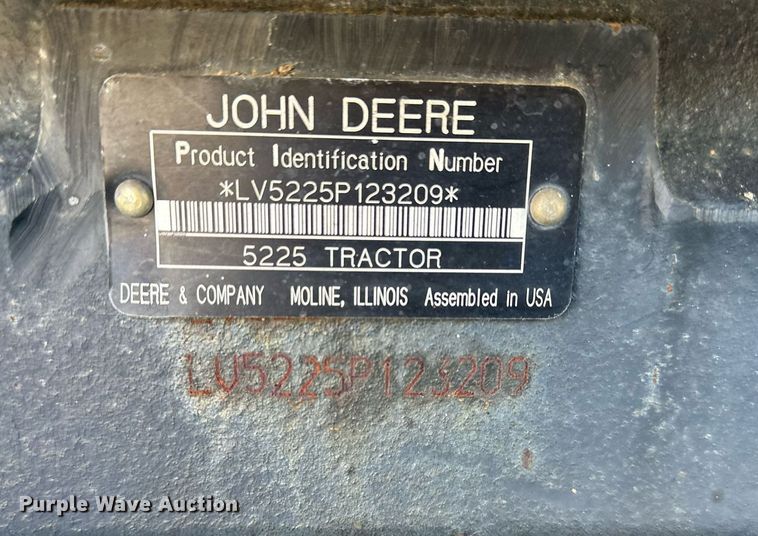 JOHN DEERE
Product Identification Number
*LV5225P123209*
5225 TRACTOR
DEERE & COMPANY MOLINE, ILLINOIS Assembled in USA
LV5225P123209
Purple Wave Auction